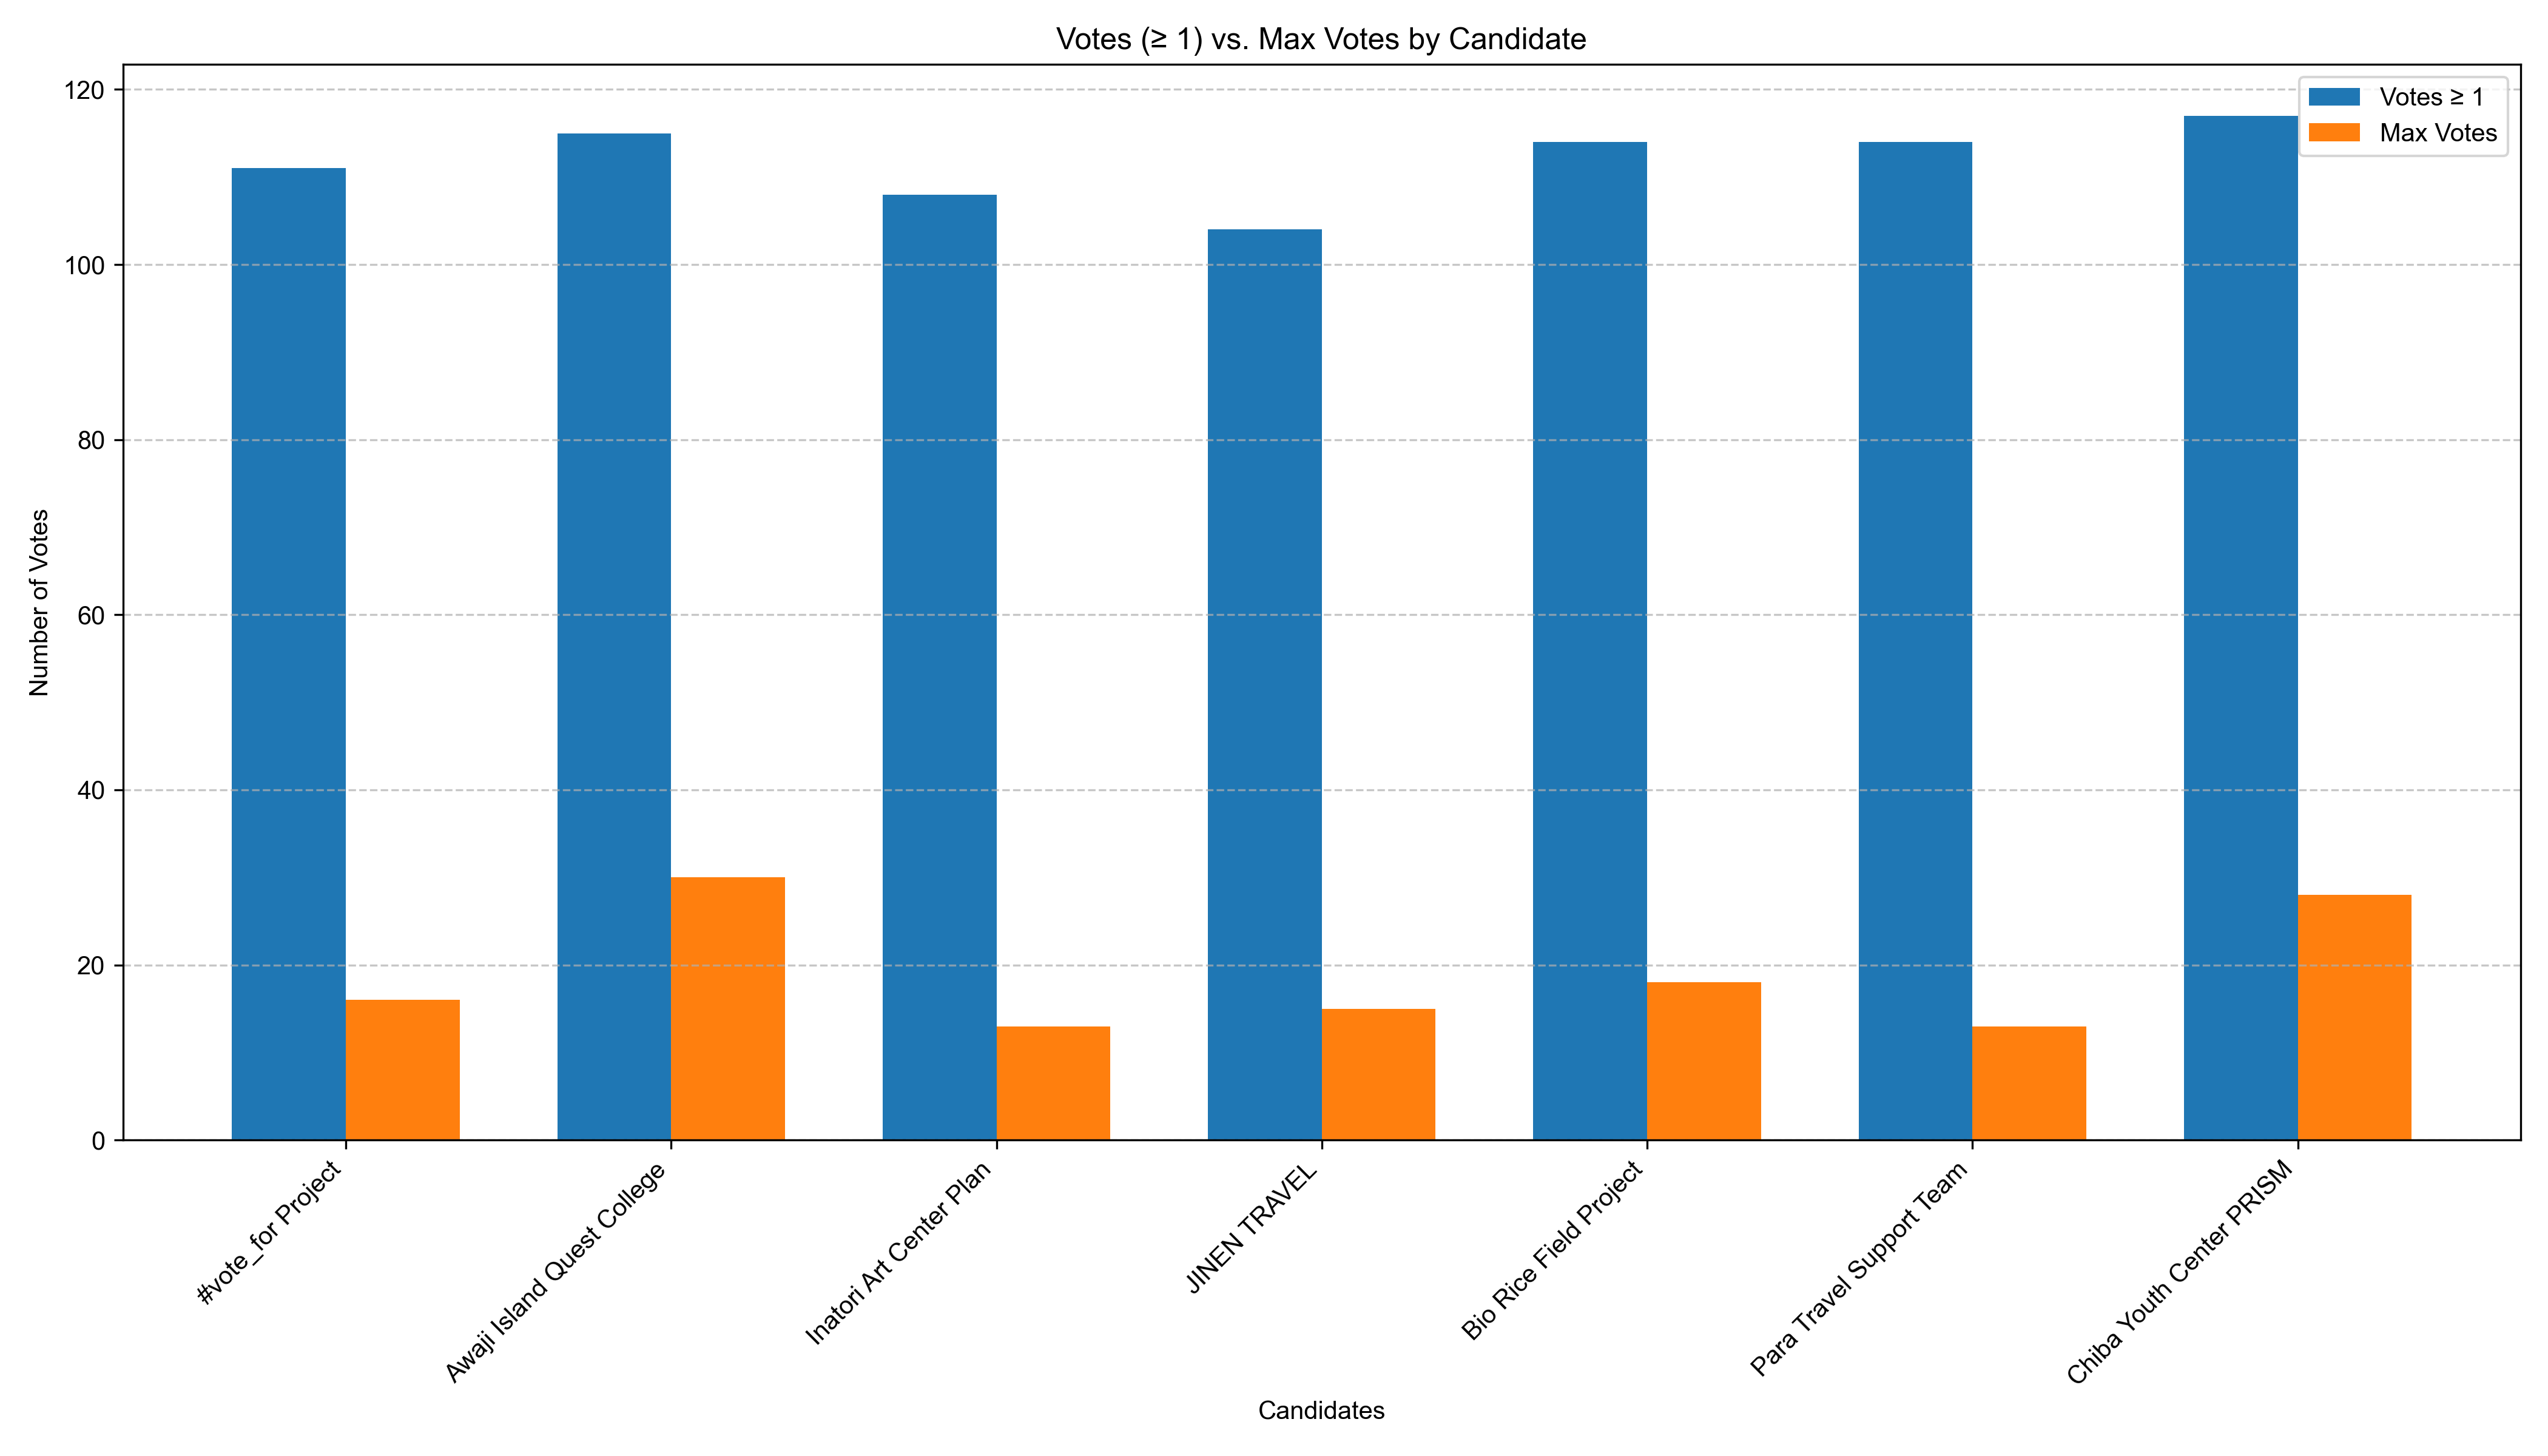 Votes (≥ 1) vs. Max Votes by Candidate
Votes ≥ 1
Max Votes
Number of Votes
120
100
80
60
40
20
0
#vote_for Project
Awaji Island Quest College
Inatori Art Center Plan
JINEN TRAVEL
Bio Rice Field Project
Para Travel Support Team
Chiba Youth Center PRISM
Candidates